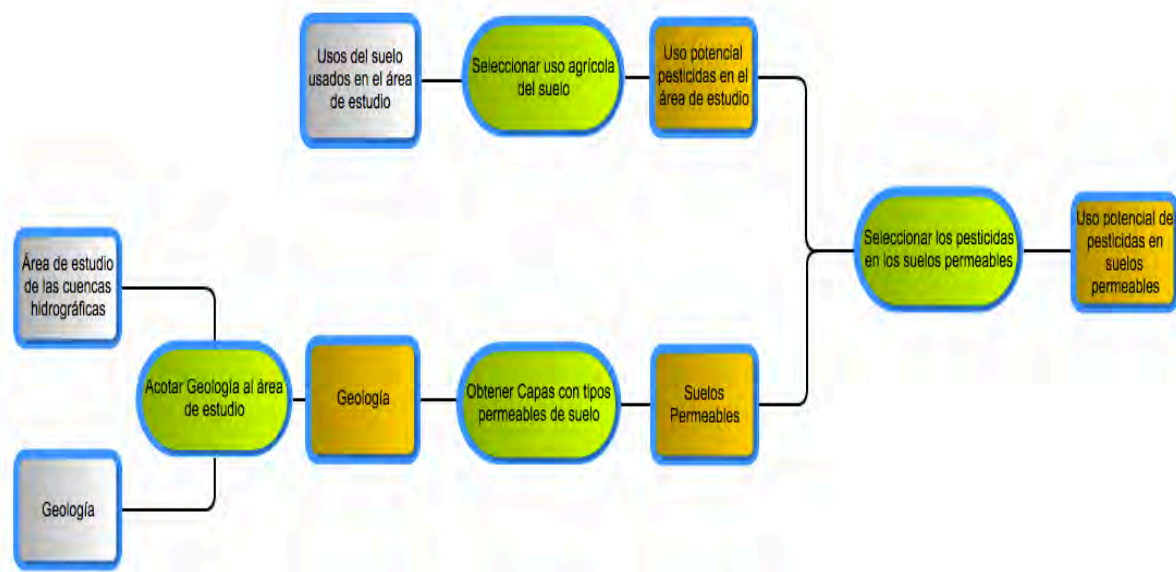 Usos del suelo
usados en el área
de estudio
Seleccionar uso agrícola
del suelo
Uso potencial
pesticidas en el
área de estudio
Área de estudio
de las cuencas
hidrográficas
Geología
Acotar Geología al área
de estudio
Geología
Obtener Capas con tipos
permeables de suelo
Suelos
Permeables
Seleccionar los pesticidas
en los suelos permeables
Uso potencial de
pesticidas en
suelos
permeables